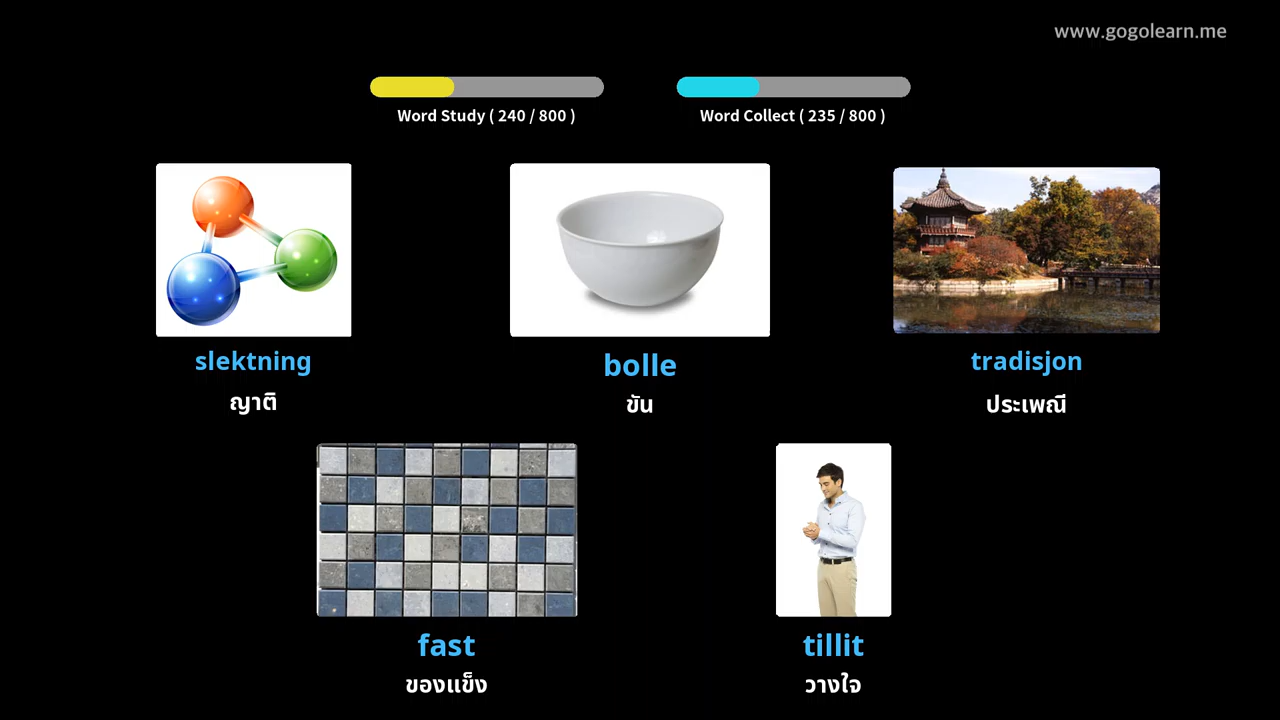 www.gogolearn.me
Word Study ( 240 / 800 )
Word Collect ( 235 / 800 )
slektning
ญาติ
bolle
ขัน
tradisjon
ประเพณี
fast
ของแข็ง
tillit
วางใจ